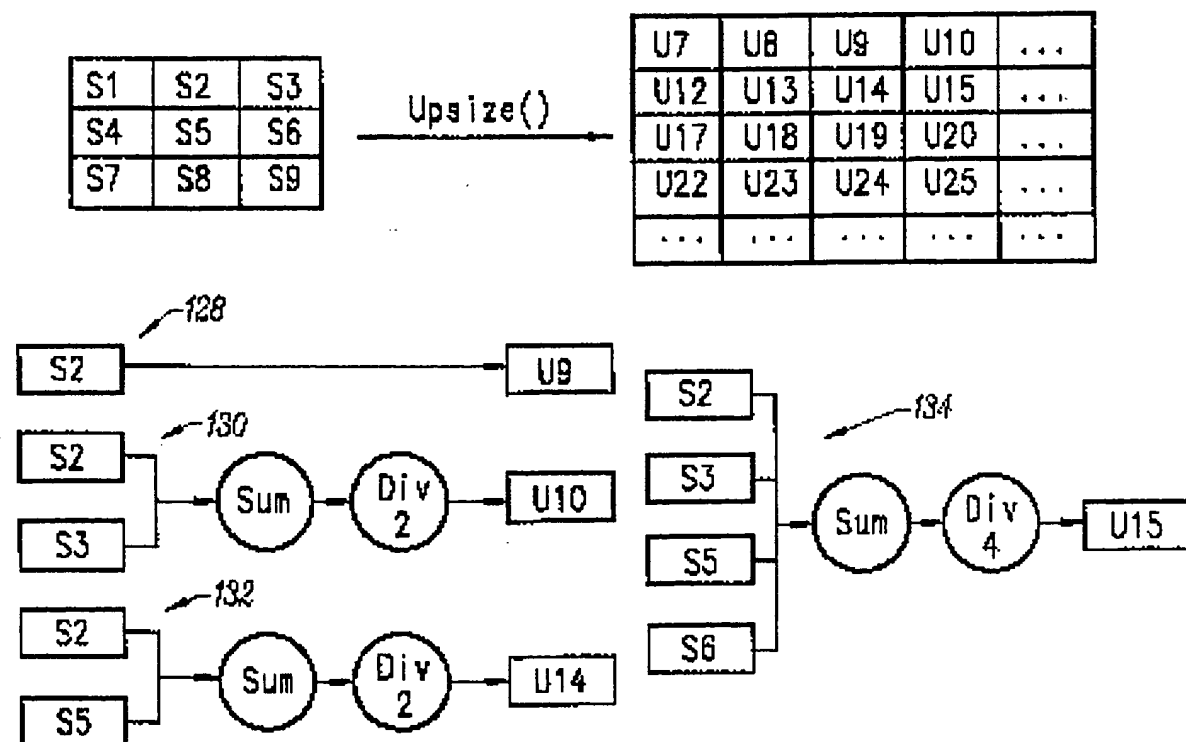 S1 S2 S3
S4 S5 S6
S7 S8 S9
Upsize()
U7 U8 U9 U10 ...
U12 U13 U14 U15 ...
U17 U18 U19 U20 ...
U22 U23 U24 U25 ...
... ... ... ... ...
128
S2 U9
130
S2
S3
Sum Div 2 U10
132
S2
S5
Sum Div 2 U14
134
S2
S3
S5
S6
Sum Div 4 U15